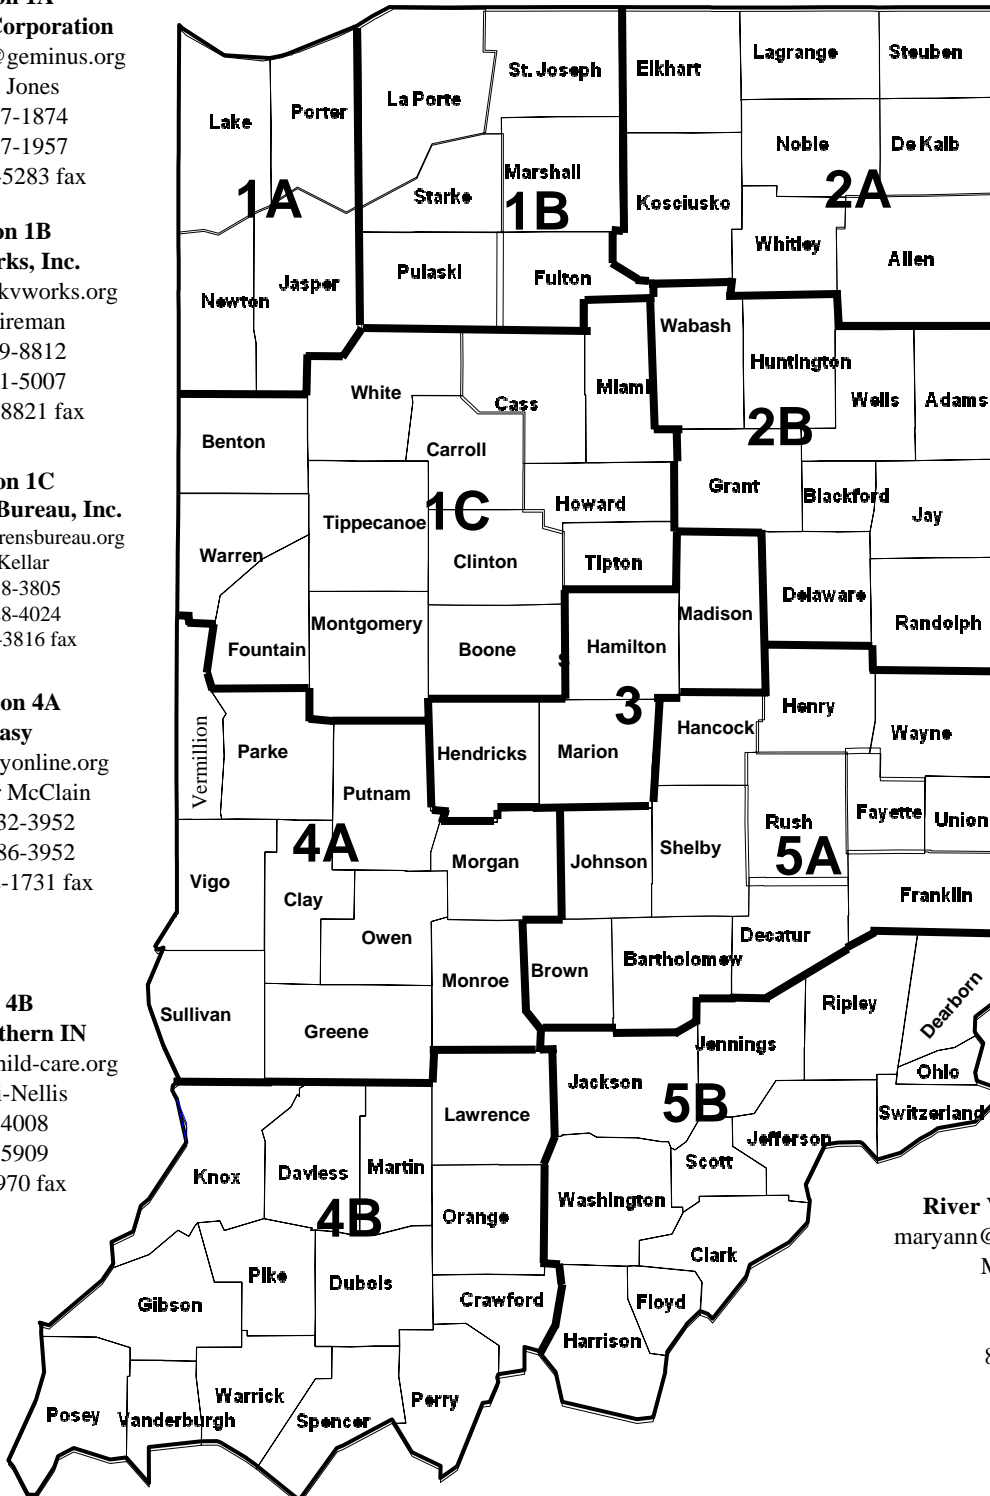 on 1A
Corporation
@geminus.org
Jones
7-1874
7-1957
-5283 fax
on 1B
rks, Inc.
kvworks.org
ireman
9-8812
1-5007
8821 fax
on 1C
Bureau, Inc.
rensbureau.org
Kellar
8-3805
8-4024
-3816 fax
on 4A
asy
yonline.org
r McClain
32-3952
86-3952
-1731 fax
4B
thern IN
hild-care.org
i-Nellis
4008
5909
970 fax
Lake
Porter
La Porte
St. Joseph
Elkhart
Lagrange
Steuben
Noble
De Kalb
1A
Starke
Marshall
1B
Kosciusko
2A
Whitley
Allen
Newton
Jasper
Pulaski
Fulton
Wabash
Huntington
White
Cass
Miami
Wells
Adams
Benton
Carroll
2B
Grant
Blackford
Jay
Tippecanoe
1C
Howard
Warren
Clinton
Tipton
Delaware
Randolph
Fountain
Montgomery
Boone
s
Hamilton
Madison
3
Henry
Wayne
Vermillion
Parke
Putnam
Hendricks
Marion
Hancock
Rush
Fayette
Union
4A
Morgan
Johnson
Shelby
5A
Vigo
Clay
Franklin
Owen
Decatur
Monroe
Brown
Bartholomew
Sullivan
Greene
Ripley
Dearborn
Jennings
Ohio
Jackson
5B
Lawrence
Jefferson
Switzerland
Knox
Daviess
Martin
Scott
4B
Orange
Washington
Clark
Pike
Dubois
Gibson
Crawford
Floyd
Harrison
Posey
Vanderburgh
Warrick
Spencer
Perry
River V
maryann@
M
8